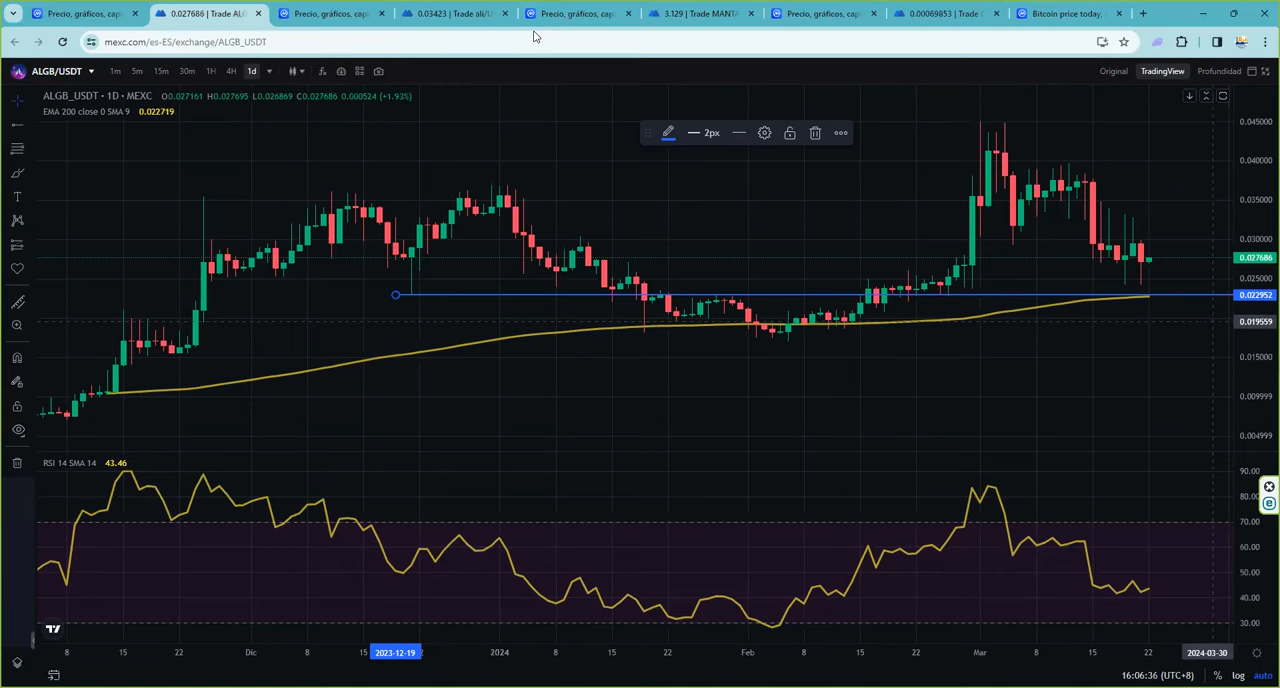 Precio, gráficos, cap
0.027686 | Trade ALG
Precio, gráficos, cap
0.03423 | Trade ali/U
Precio, gráficos, cap
3.129 | Trade MANTA
Precio, gráficos, cap
0.00069853 | Trade
Bitcoin price today,
mexc.com/es-ES/exchange/ALGB_USDT
ALGB/USDT 1m 5m 15m 30m 1H 4H 1d Original TradingView Profundidad
ALGB_USDT • 1D • MEXC O0.027161 H0.027695 L0.026869 C0.027686 0.000524 (+1.93%)
EMA 200 close 0 SMA 9 0.022719
2px
0.045000
0.040000
0.035000
0.030000
0.027686
0.025000
0.022952
0.019559
0.015000
0.009999
0.004999
RSI 14 SMA 14 43.46
90.00
80.00
70.00
60.00
50.00
40.00
30.00
8 15 22 Dic 8 15 2023-12-19 2024 8 15 22 Feb 8 15 22 Mar 8 15 22 2024-03-30
16:06:36 (UTC+8) % log auto